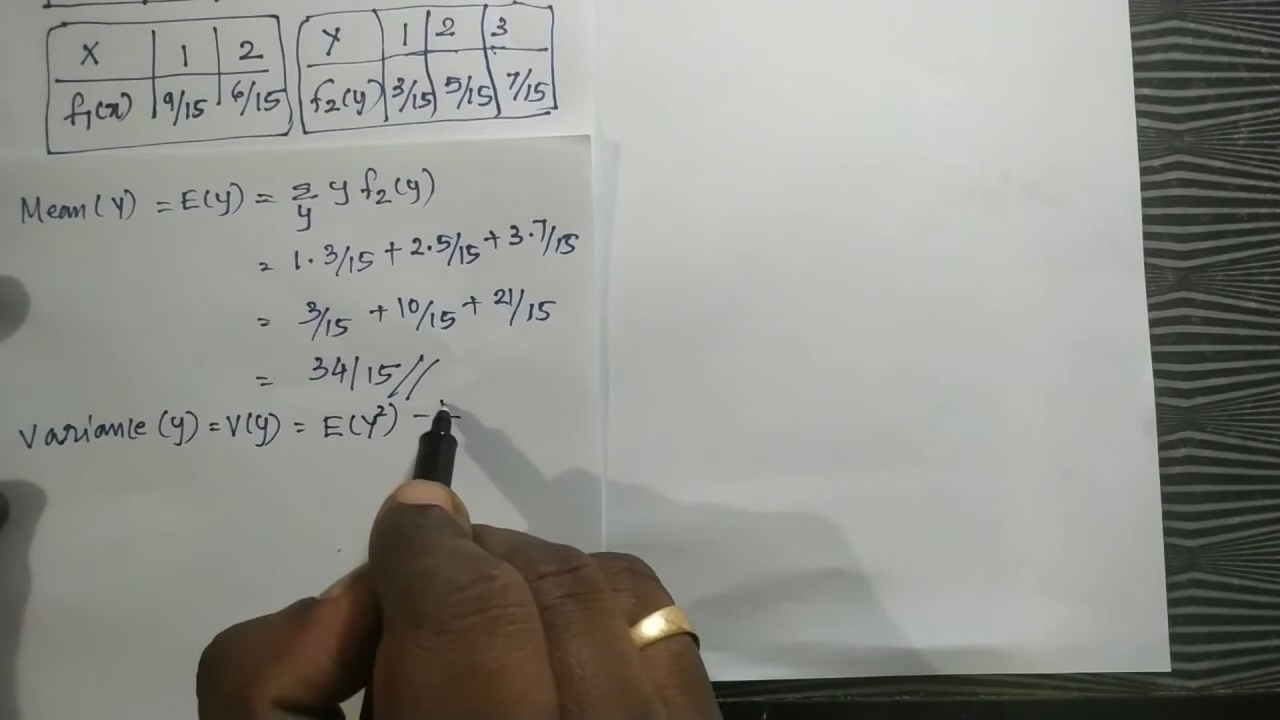 X 1 2
f₁(x) 9/15 6/15
Y 1 2 3
f₂(y) 3/15 5/15 7/15
Mean(Y) = E(y) = Σ y f₂(y)
y
= 1·3/15 + 2·5/15 + 3·7/15
= 3/15 + 10/15 + 21/15
= 34/15//
Variance (y) = V(y) = E(Y²) -